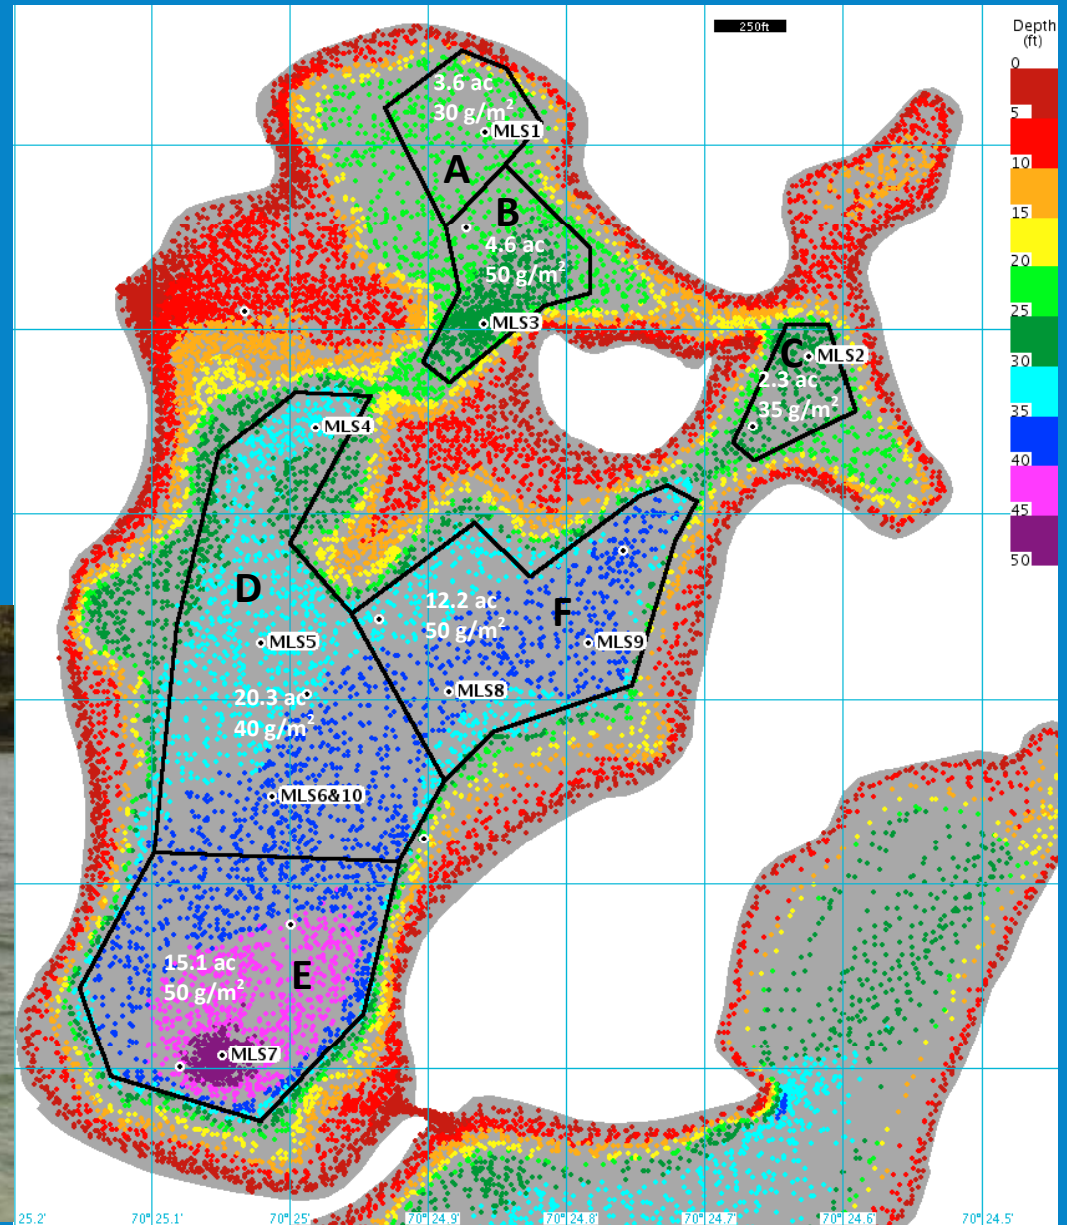 250ft
Depth
(ft)
0
5
10
15
20
25
30
35
40
45
50
3.6 ac
30 g/m²
MLS1
A
B
4.6 ac
50 g/m²
MLS3
C
MLS2
2.3 ac
35 g/m²
MLS4
D
12.2 ac
50 g/m²
F
MLS5
MLS9
MLS8
20.3 ac
40 g/m²
MLS6&10
15.1 ac
50 g/m²
E
MLS7
25.2' 70° 25.1' 70° 25' 70° 24.9' 70° 24.8' 70° 24.7' 70° 24.6' 70° 24.5'